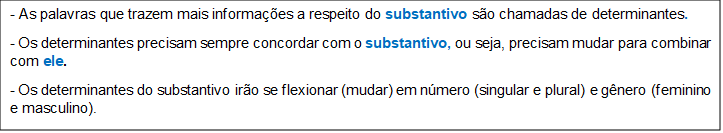 - As palavras que trazem mais informações a respeito do substantivo são chamadas de determinantes.
- Os determinantes precisam sempre concordar com o substantivo, ou seja, precisam mudar para combinar
com ele.
- Os determinantes do substantivo irão se flexionar (mudar) em número (singular e plural) e gênero (feminino
e masculino).